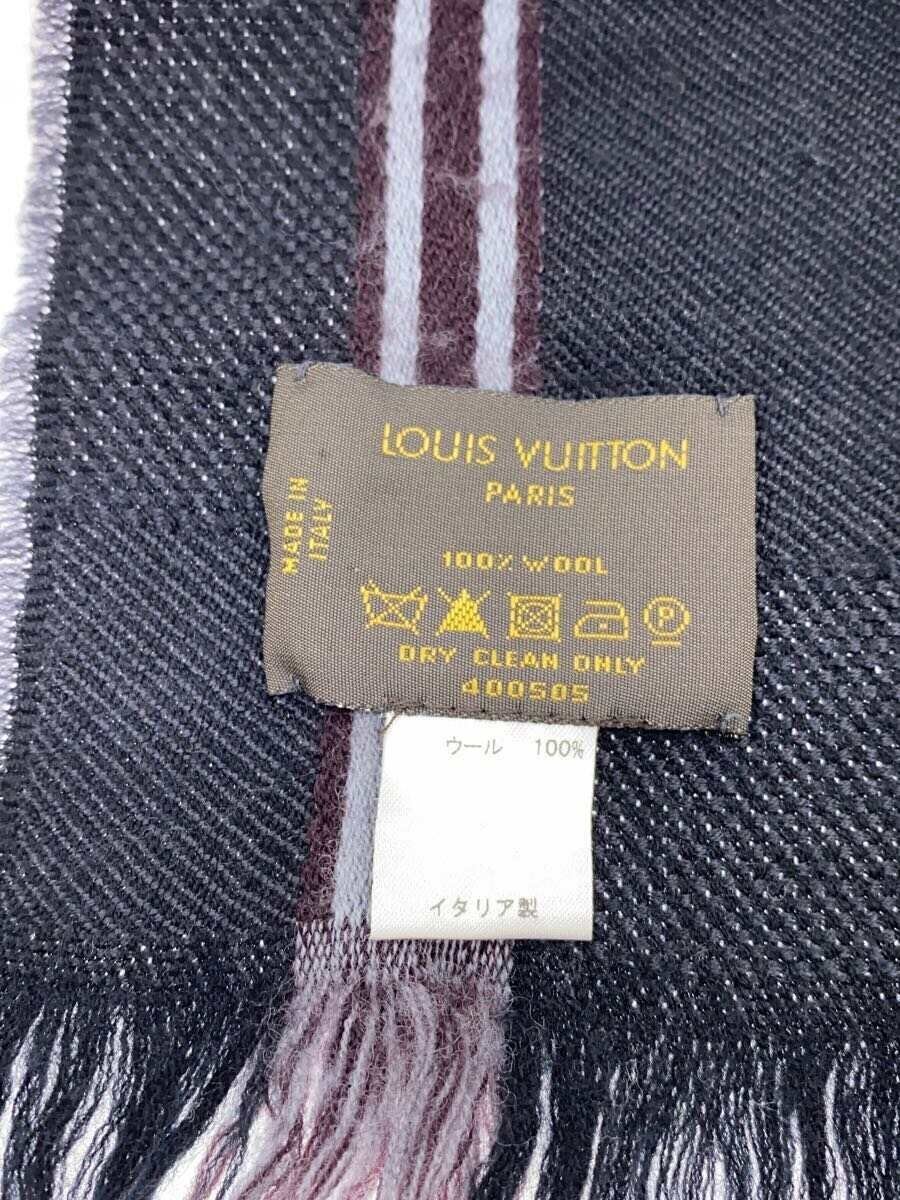 LOUIS VUITTON
PARIS
MADE IN
ITALY
100% WOOL
P
DRY CLEAN ONLY
400505
ウール 100%
イタリア製